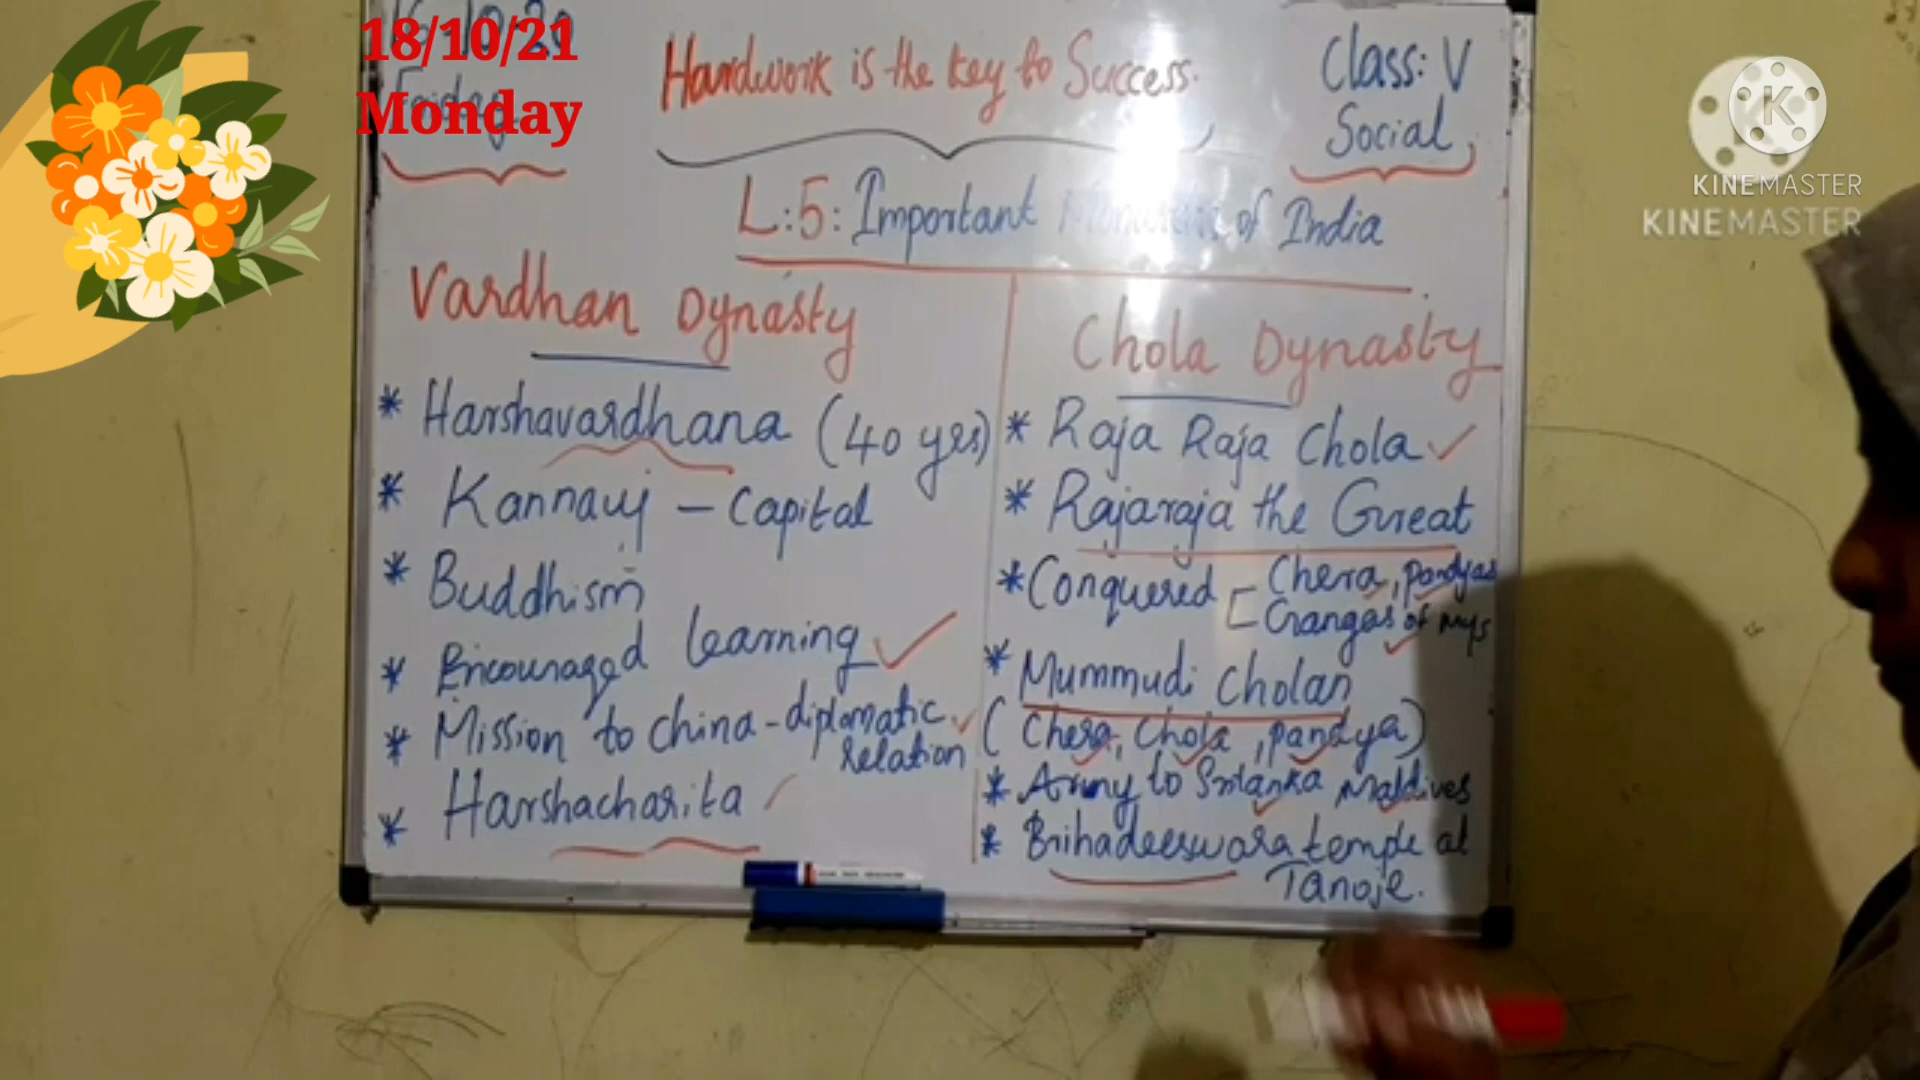 18/10/21
Monday
Friday
Hardwork is the key to Success.
Class: V
Social
KINEMASTER
KINEMASTER
L:5: Important Monuments of India
Vardhan Dynasty
* Harshavardhana (40 yrs)
* Kannauj - Capital
* Buddhism
* Encouraged learning
* Mission to china - diplomatic
relation
* Harshacharita
Chola Dynasty
* Raja Raja Chola
* Rajaraja the Great
* Conquered [ Chera, pandyas
Gangas of mys
* Mummudi Cholan
(Chera, Chola, pandya)
* Army to Srilanka Maldives
* Brihadeeswara temple at
Tanoje.